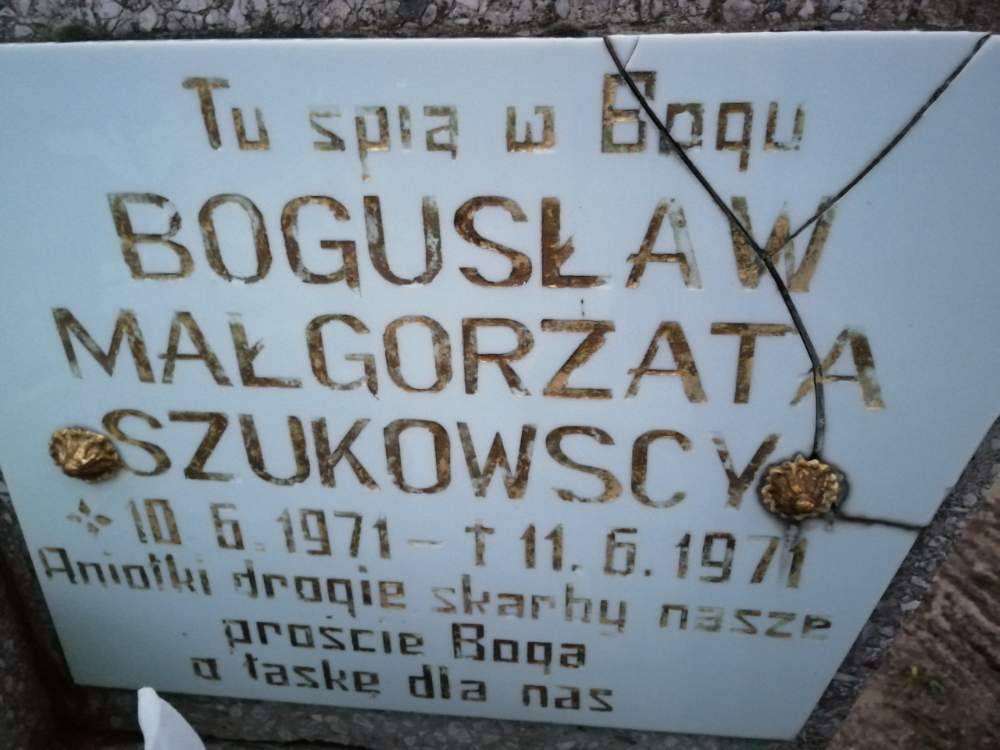 Tu śpią w Bogu
BOGUSŁAW
MAŁGORZATA
SZUKOWSCY
10 6. 1971 - † 11. 6. 1971
Aniołki drogie skarby nasze
proście Boga
o łaskę dla nas